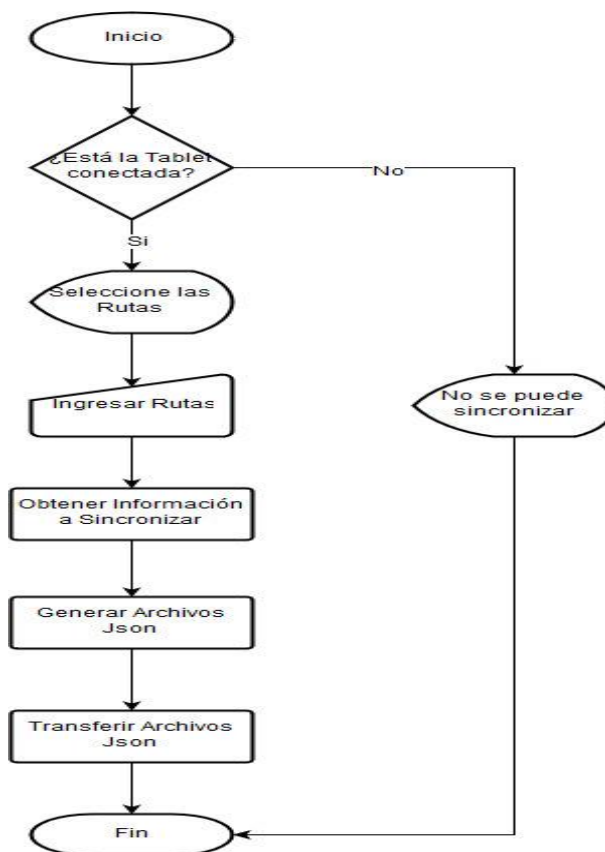 Inicio
¿Está la Tablet
conectada?
No
Si
Seleccione las
Rutas
Ingresar Rutas
No se puede
sincronizar
Obtener Información
a Sincronizar
Generar Archivos
Json
Transferir Archivos
Json
Fin